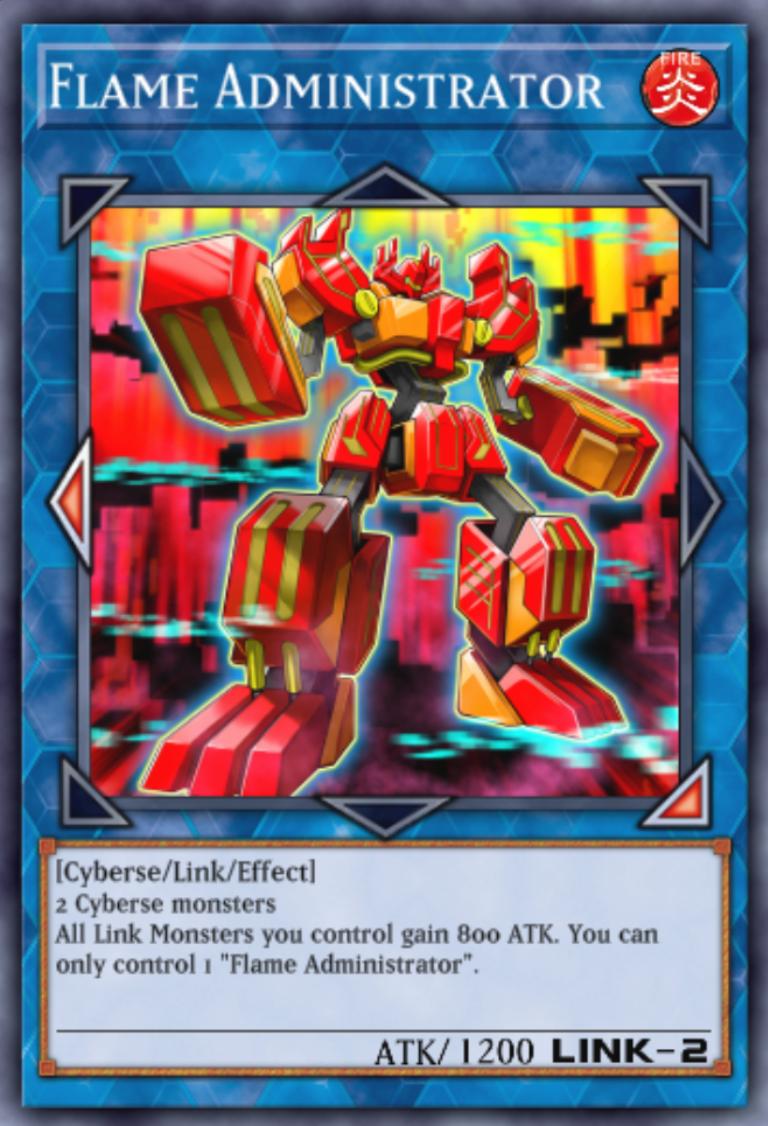 FLAME ADMINISTRATOR
FIRE
炎
[Cyberse/Link/Effect]
2 Cyberse monsters
All Link Monsters you control gain 800 ATK. You can
only control 1 "Flame Administrator".
ATK/1200 LINK-2